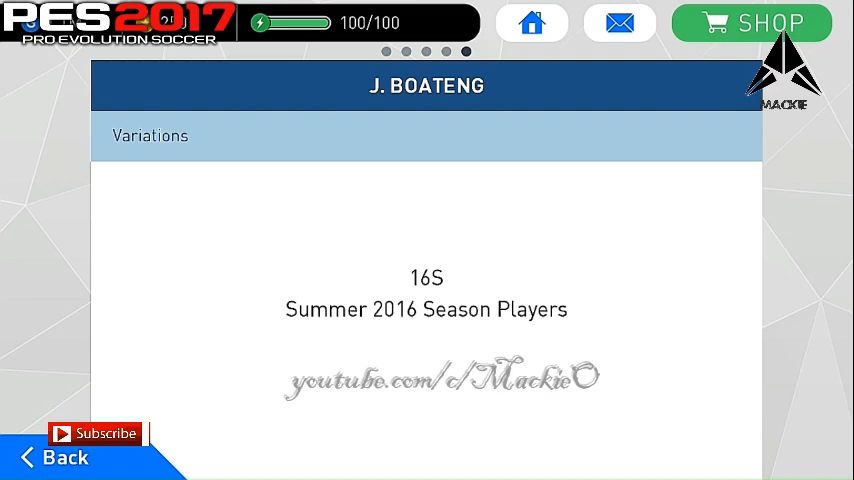 PES2017
PRO EVOLUTION SOCCER
100/100
SHOP
MACKIE
J. BOATENG
Variations
16S
Summer 2016 Season Players
youtube.com/c/MackieO
Subscribe
Back